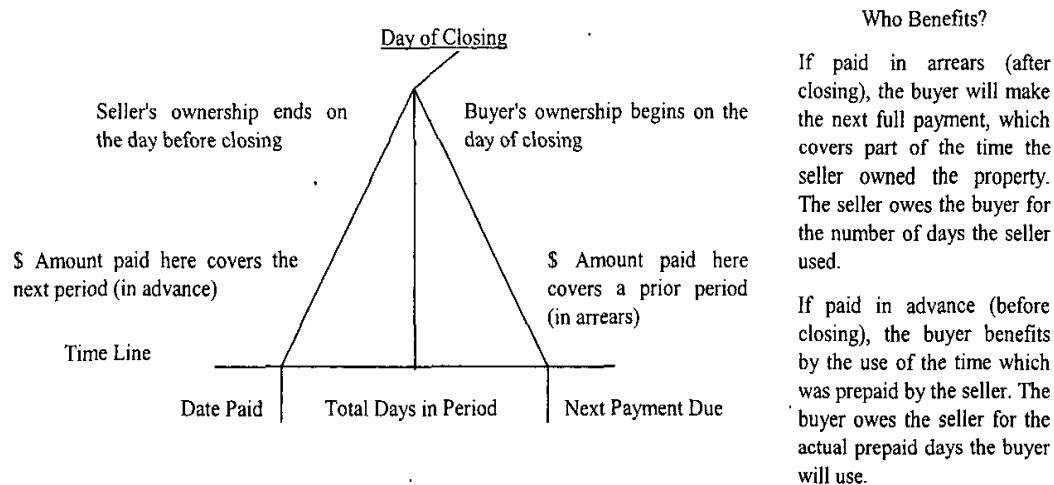 Day of Closing
Seller's ownership ends on
the day before closing
Buyer's ownership begins on the
day of closing
$ Amount paid here covers the
next period (in advance)
$ Amount paid here
covers a prior period
(in arrears)
Time Line
Date Paid
Total Days in Period
Next Payment Due
Who Benefits?
If paid in arrears (after
closing), the buyer will make
the next full payment, which
covers part of the time the
seller owned the property.
The seller owes the buyer for
the number of days the seller
used.
If paid in advance (before
closing), the buyer benefits
by the use of the time which
was prepaid by the seller. The
buyer owes the seller for the
actual prepaid days the buyer
will use.